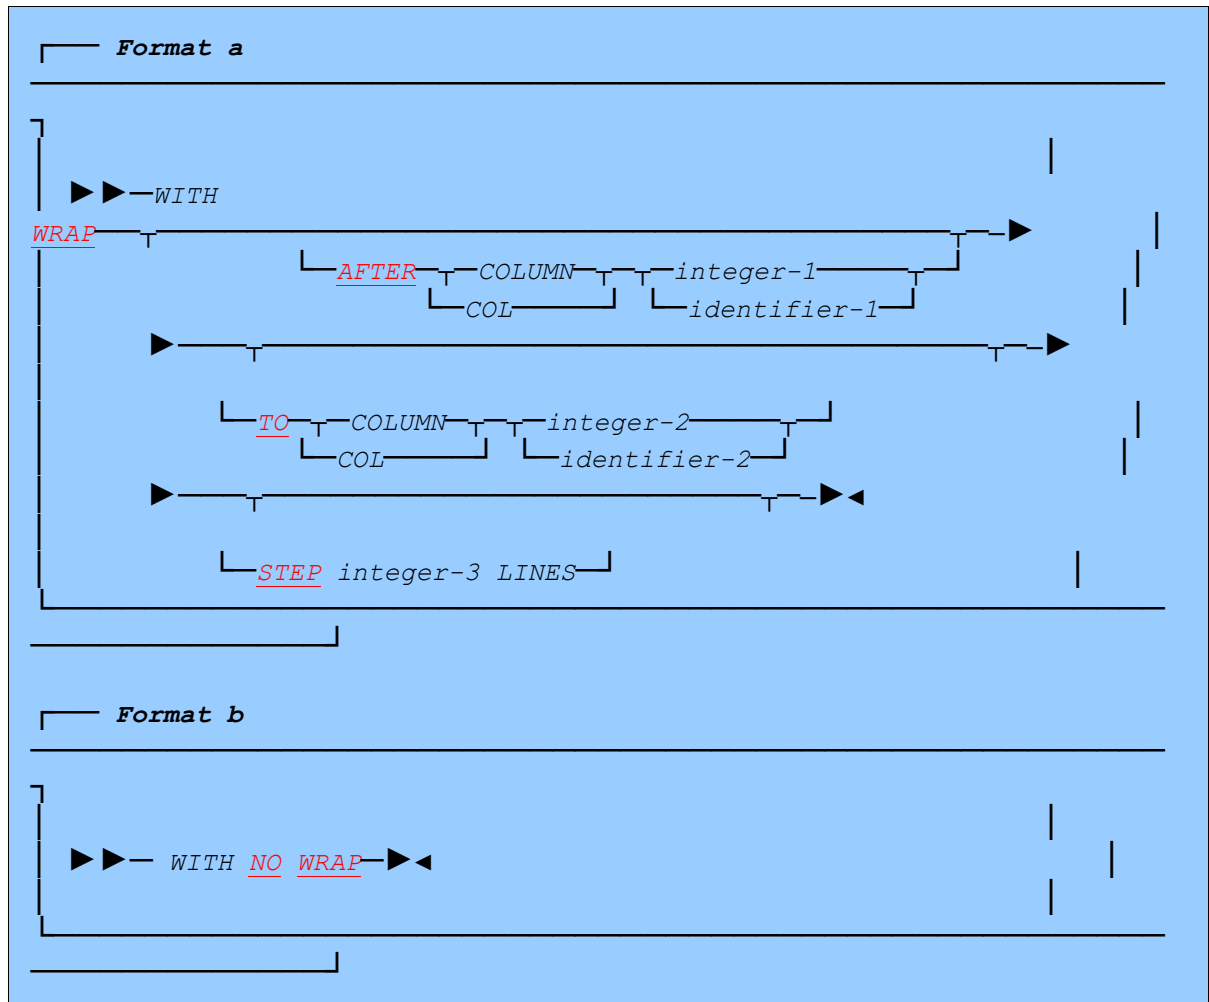 Format a
WITH
WRAP
AFTER COLUMN integer-1
COL identifier-1
TO COLUMN integer-2
COL identifier-2
STEP integer-3 LINES
Format b
WITH NO WRAP